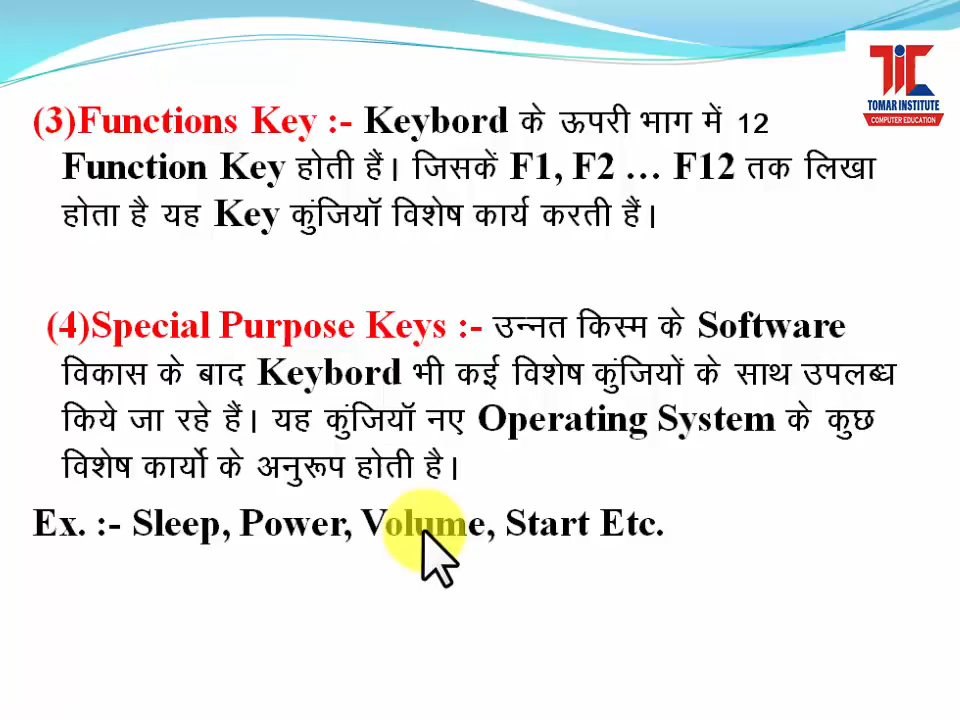 TIC
TOMAR INSTITUTE
COMPUTER EDUCATION
(3)Functions Key :- Keybord के ऊपरी भाग में 12
Function Key होती हैं। जिसकें F1, F2 ... F12 तक लिखा
होता है यह Key कुंजियॉ विशेष कार्य करती हैं।
(4)Special Purpose Keys :- उन्नत किस्म के Software
विकास के बाद Keybord भी कई विशेष कुंजियों के साथ उपलब्ध
किये जा रहे हैं। यह कुंजियॉ नए Operating System के कुछ
विशेष कार्यो के अनुरूप होती है।
Ex. :- Sleep, Power, Volume, Start Etc.